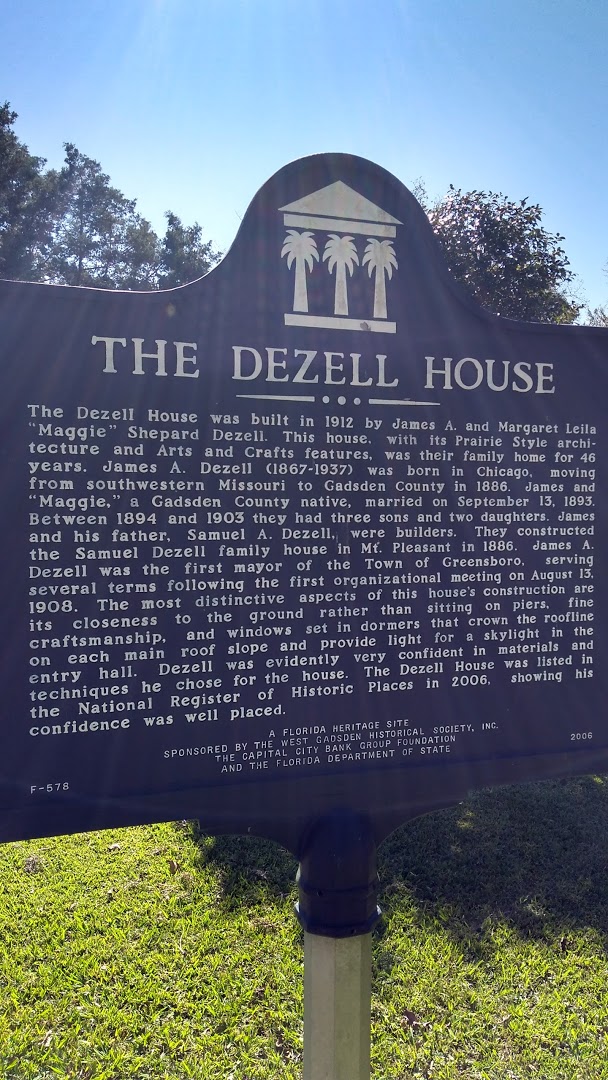 THE DEZELL HOUSE
The Dezell House was built in 1912 by James A. and Margaret Leila
"Maggie" Shepard Dezell. This house, with its Prairie Style archi-
tecture and Arts and Crafts features, was their family home for 46
years. James A. Dezell (1867-1937) was born in Chicago, moving
from southwestern Missouri to Gadsden County in 1886. James and
"Maggie," a Gadsden County native, married on September 13, 1893.
Between 1894 and 1903 they had three sons and two daughters. James
and his father, Samuel A. Dezell, were builders. They constructed
the Samuel Dezell family house in Mt. Pleasant in 1886. James A.
Dezell was the first mayor of the Town of Greensboro, serving
several terms following the first organizational meeting on August 13,
1908. The most distinctive aspects of this house's construction are
its closeness to the ground rather than sitting on piers, fine
craftsmanship, and windows set in dormers that crown the roofline
on each main roof slope and provide light for a skylight in the
entry hall. Dezell was evidently very confident in materials and
techniques he chose for the house. The Dezell House was listed in
the National Register of Historic Places in 2006, showing his
confidence was well placed.
A FLORIDA HERITAGE SITE
SPONSORED BY THE WEST GADSDEN HISTORICAL SOCIETY, INC.
THE CAPITAL CITY BANK GROUP FOUNDATION
AND THE FLORIDA DEPARTMENT OF STATE
F-578
2006